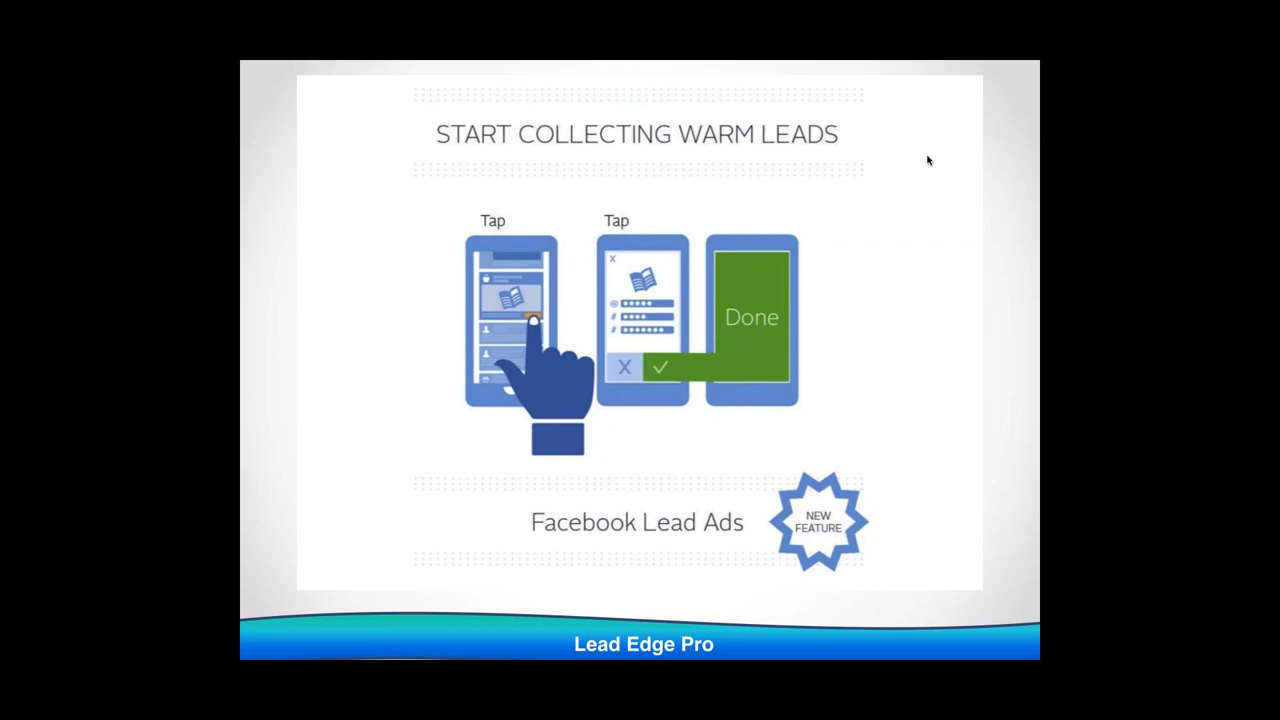 START COLLECTING WARM LEADS
Tap
Tap
X
@
#
#
X
Done
Facebook Lead Ads
NEW
FEATURE
Lead Edge Pro